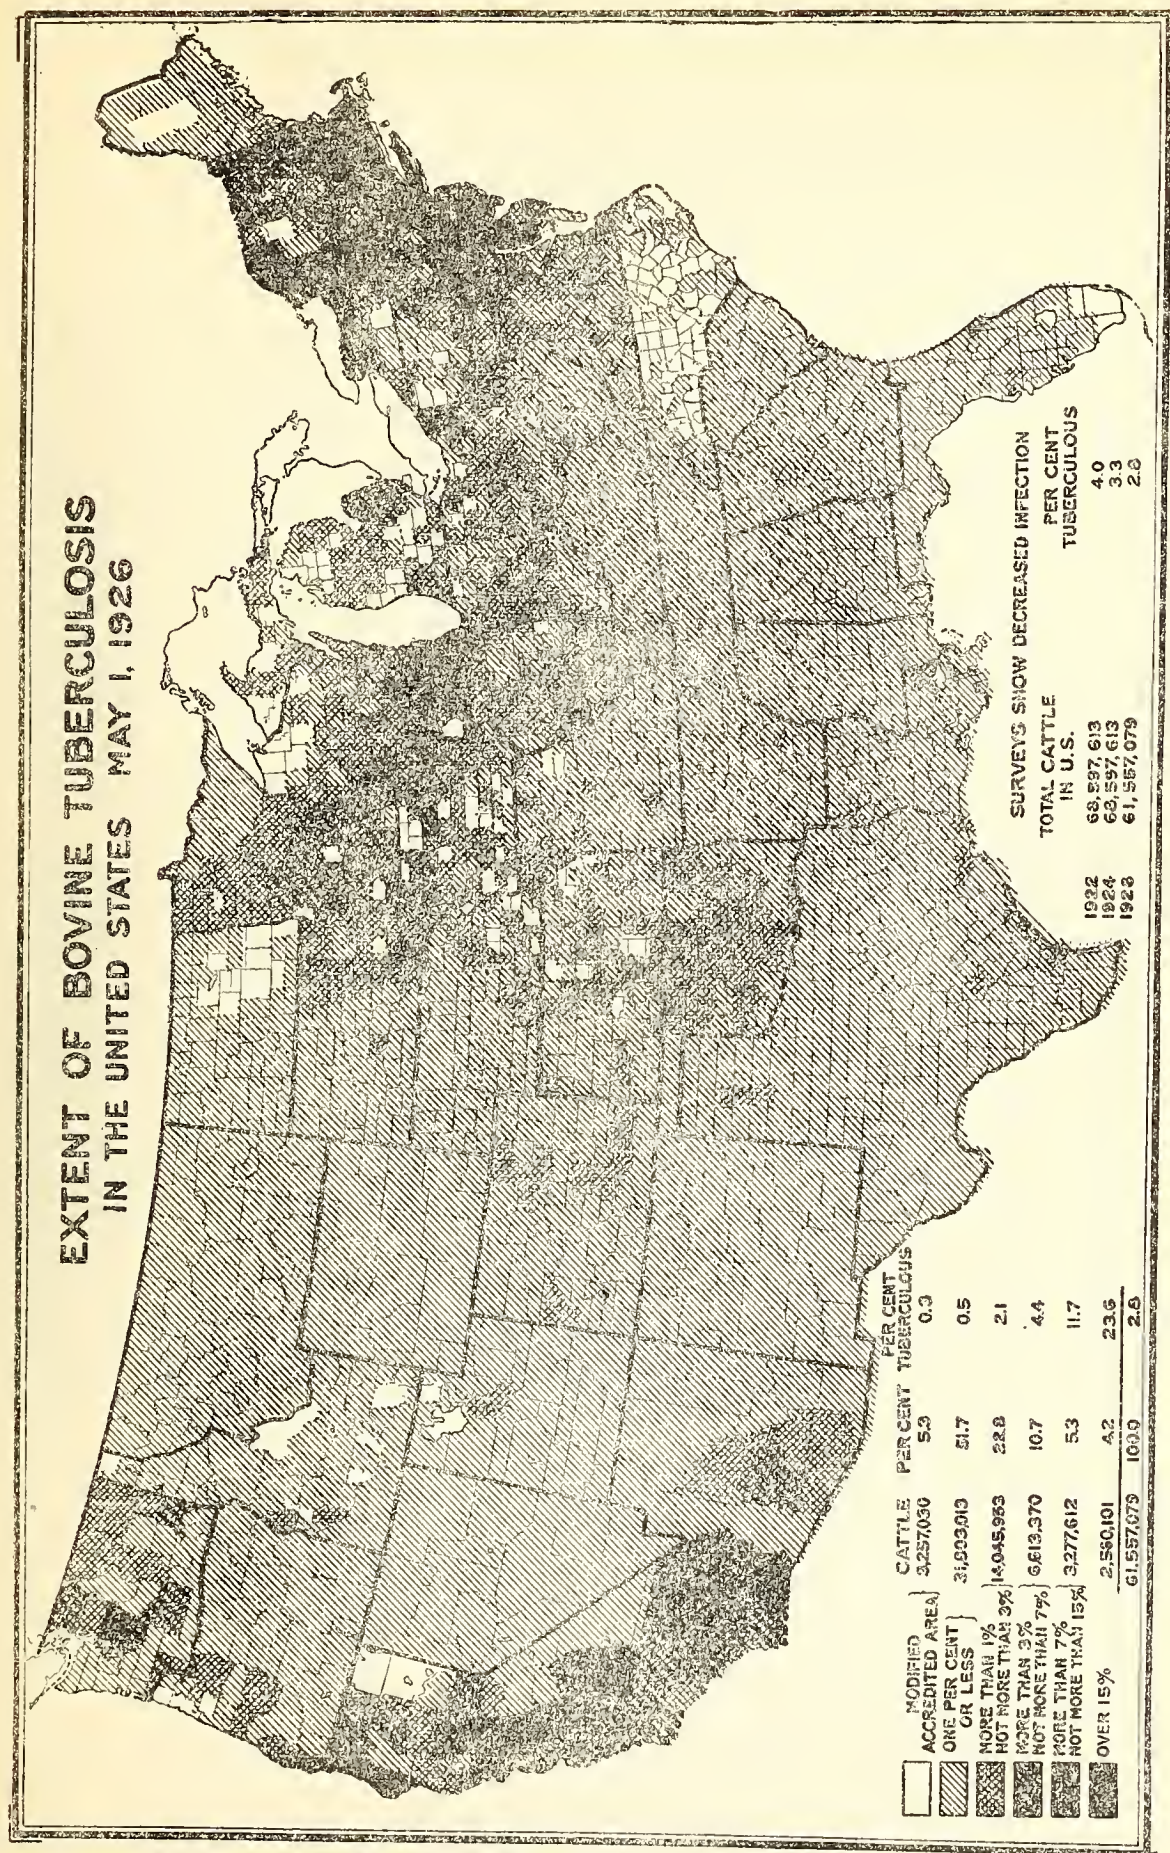 EXTENT OF BOVINE TUBERCULOSIS
IN THE UNITED STATES MAY 1, 1926
SURVEYS SHOW DECREASED INFECTION
TOTAL CATTLE PER CENT
IN U.S. TUBERCULOUS
1922 68,597,613 4.0
1924 68,597,613 3.3
1926 61,557,079 2.8
PER CENT
CATTLE PER CENT TUBERCULOUS
MODIFIED
ACCREDITED AREA} 3,257,030 5.3 0.3
ONE PER CENT
OR LESS } 31,803,013 51.7 0.5
MORE THAN 1%
NOT MORE THAN 3%} 14,045,953 22.8 2.1
MORE THAN 3%
NOT MORE THAN 7%} 6,613,370 10.7 4.4
MORE THAN 7%
NOT MORE THAN 15%} 3,277,612 5.3 11.7
OVER 15% 2,560,101 4.2 23.6
61,557,079 100.0 2.8